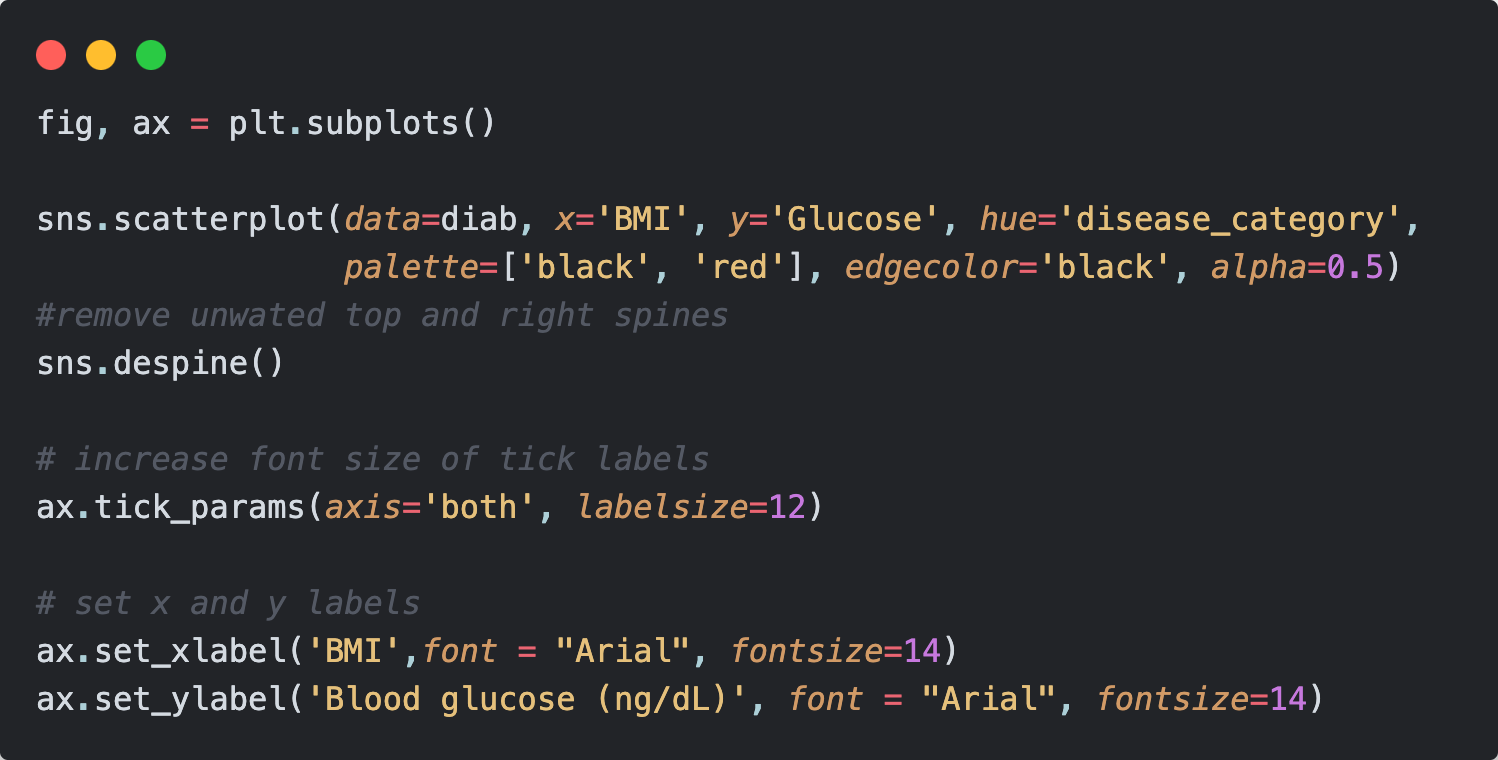 fig, ax = plt.subplots()
sns.scatterplot(data=diab, x='BMI', y='Glucose', hue='disease_category',
palette=['black', 'red'], edgecolor='black', alpha=0.5)
#remove unwated top and right spines
sns.despine()
# increase font size of tick labels
ax.tick_params(axis='both', labelsize=12)
# set x and y labels
ax.set_xlabel('BMI',font = "Arial", fontsize=14)
ax.set_ylabel('Blood glucose (ng/dL)', font = "Arial", fontsize=14)